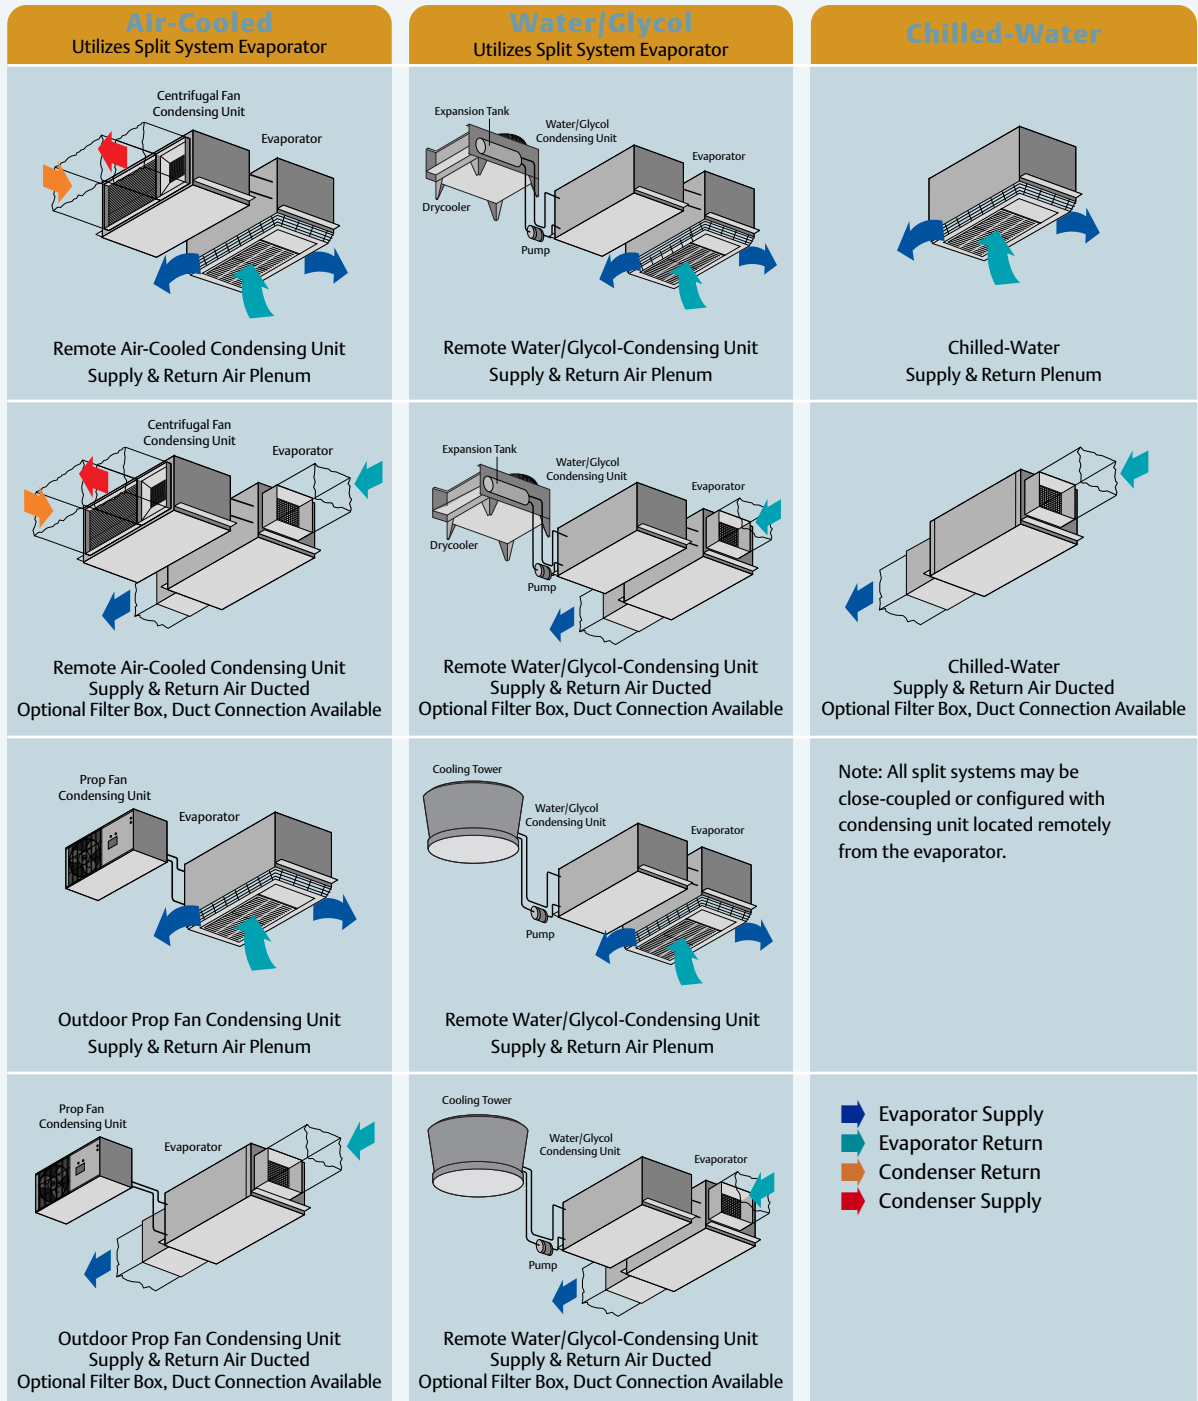 Air-Cooled
Utilizes Split System Evaporator
Water/Glycol
Utilizes Split System Evaporator
Chilled-Water
Centrifugal Fan
Condensing Unit
Evaporator
Remote Air-Cooled Condensing Unit
Supply & Return Air Plenum
Expansion Tank
Water/Glycol
Condensing Unit
Evaporator
Drycooler
Pump
Remote Water/Glycol-Condensing Unit
Supply & Return Air Plenum
Chilled-Water
Supply & Return Plenum
Centrifugal Fan
Condensing Unit
Evaporator
Remote Air-Cooled Condensing Unit
Supply & Return Air Ducted
Optional Filter Box, Duct Connection Available
Expansion Tank
Water/Glycol
Condensing Unit
Evaporator
Drycooler
Pump
Remote Water/Glycol-Condensing Unit
Supply & Return Air Ducted
Optional Filter Box, Duct Connection Available
Chilled-Water
Supply & Return Air Ducted
Optional Filter Box, Duct Connection Available
Prop Fan
Condensing Unit
Evaporator
Outdoor Prop Fan Condensing Unit
Supply & Return Air Plenum
Cooling Tower
Water/Glycol
Condensing Unit
Evaporator
Pump
Remote Water/Glycol-Condensing Unit
Supply & Return Air Plenum
Note: All split systems may be
close-coupled or configured with
condensing unit located remotely
from the evaporator.
Prop Fan
Condensing Unit
Evaporator
Outdoor Prop Fan Condensing Unit
Supply & Return Air Ducted
Optional Filter Box, Duct Connection Available
Cooling Tower
Water/Glycol
Condensing Unit
Evaporator
Pump
Remote Water/Glycol-Condensing Unit
Supply & Return Air Ducted
Optional Filter Box, Duct Connection Available
Evaporator Supply
Evaporator Return
Condenser Return
Condenser Supply